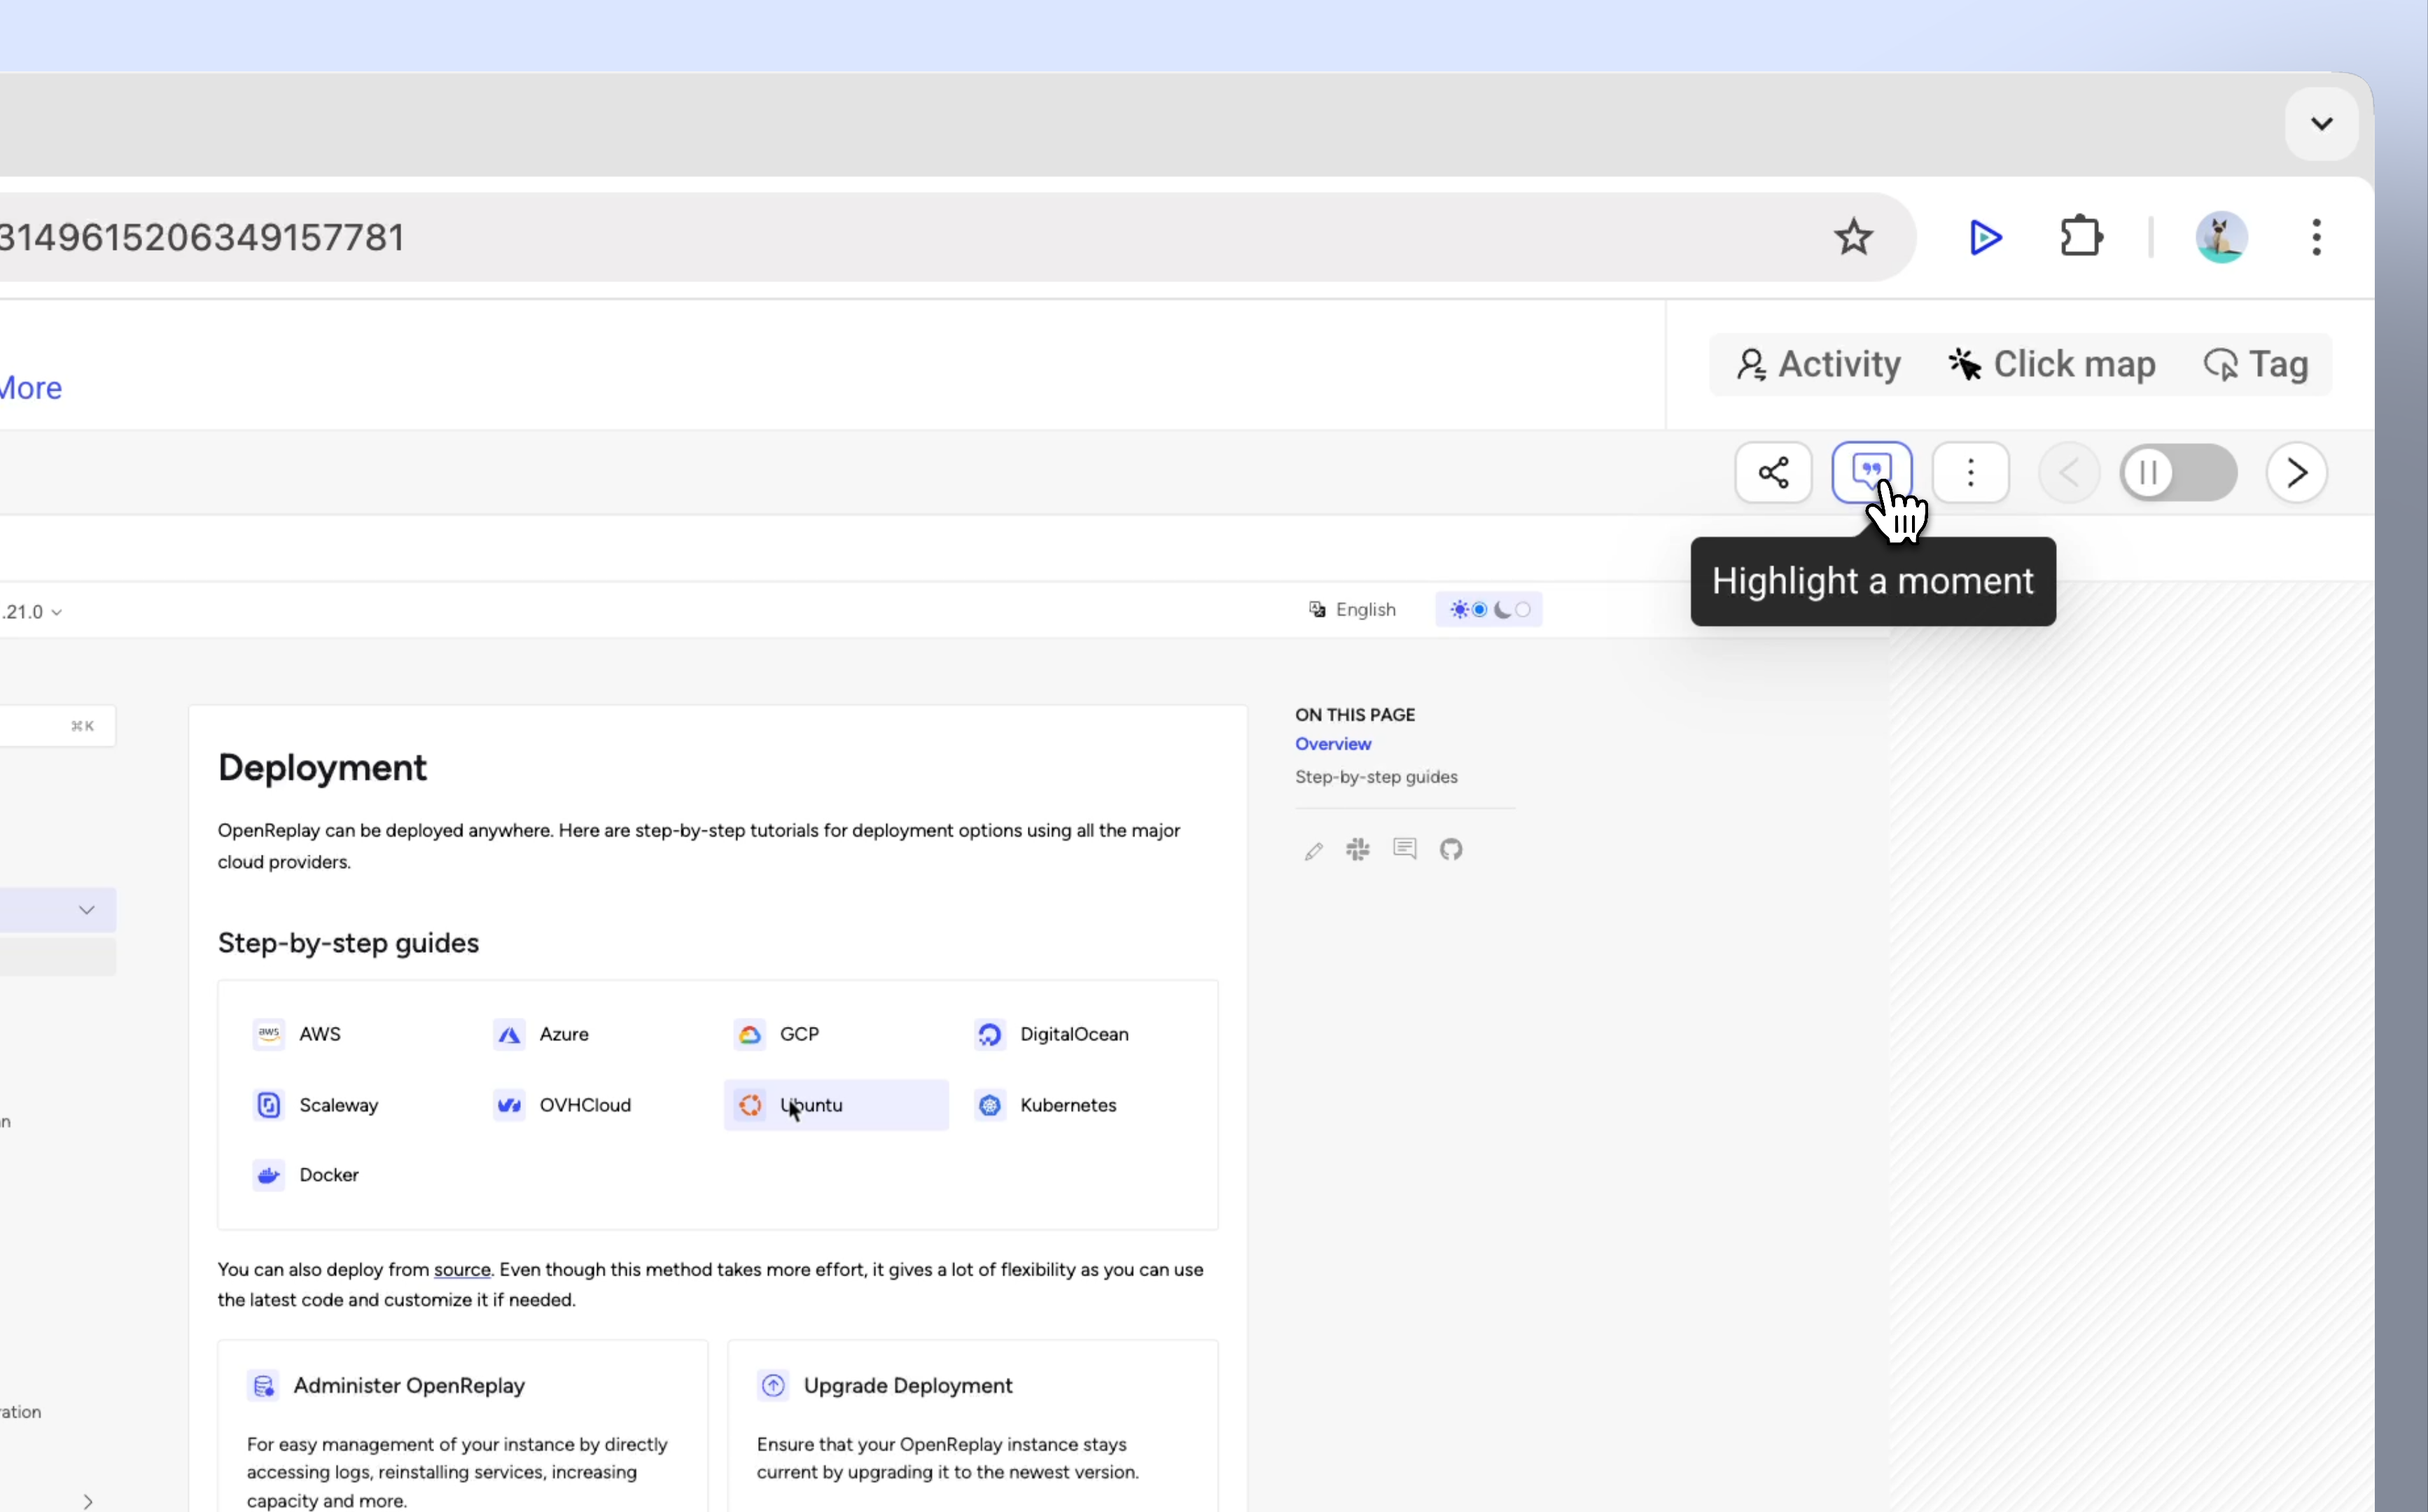 3149615206349157781
More
Activity
Click map
Tag
Highlight a moment
.21.0
English
⌘K
Deployment
OpenReplay can be deployed anywhere. Here are step-by-step tutorials for deployment options using all the major
cloud providers.
Step-by-step guides
aws AWS
Azure
GCP
DigitalOcean
Scaleway
OVHCloud
Ubuntu
Kubernetes
Docker
You can also deploy from source. Even though this method takes more effort, it gives a lot of flexibility as you can use
the latest code and customize it if needed.
Administer OpenReplay
For easy management of your instance by directly
accessing logs, reinstalling services, increasing
capacity and more.
Upgrade Deployment
Ensure that your OpenReplay instance stays
current by upgrading it to the newest version.
ON THIS PAGE
Overview
Step-by-step guides
n
ration